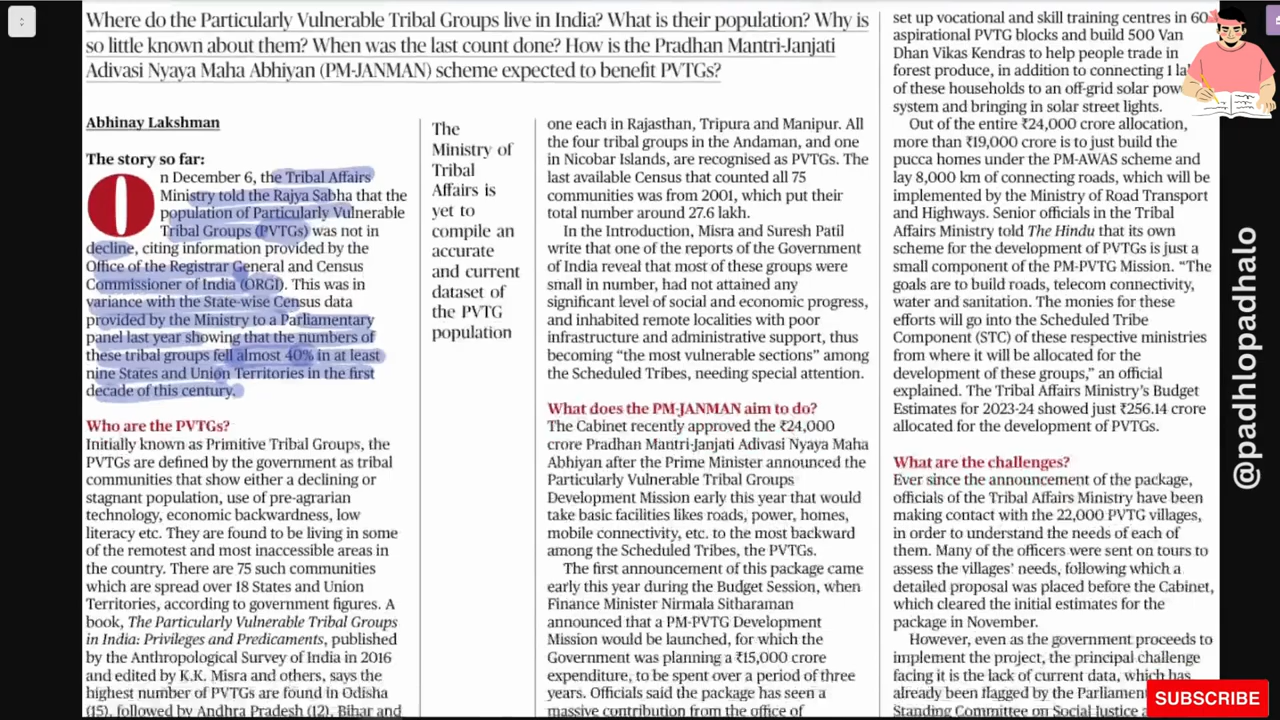 Where do the Particularly Vulnerable Tribal Groups live in India? What is their population? Why is
so little known about them? When was the last count done? How is the Pradhan Mantri-Janjati
Adivasi Nyaya Maha Abhiyan (PM-JANMAN) scheme expected to benefit PVTGs?
Abhinay Lakshman
The story so far:
On December 6, the Tribal Affairs
Ministry told the Rajya Sabha that the
population of Particularly Vulnerable
Tribal Groups (PVTGs) was not in
decline, citing information provided by the
Office of the Registrar General and Census
Commissioner of India (ORGI). This was in
variance with the State-wise Census data
provided by the Ministry to a Parliamentary
panel last year showing that the numbers of
these tribal groups fell almost 40% in at least
nine States and Union Territories in the first
decade of this century.
Who are the PVTGs?
Initially known as Primitive Tribal Groups, the
PVTGs are defined by the government as tribal
communities that show either a declining or
stagnant population, use of pre-agrarian
technology, economic backwardness, low
literacy etc. They are found to be living in some
of the remotest and most inaccessible areas in
the country. There are 75 such communities
which are spread over 18 States and Union
Territories, according to government figures. A
book, The Particularly Vulnerable Tribal Groups
in India: Privileges and Predicaments, published
by the Anthropological Survey of India in 2016
and edited by K.K. Misra and others, says the
highest number of PVTGs are found in Odisha
(15), followed by Andhra Pradesh (12), Bihar and
The
Ministry of
Tribal
Affairs is
yet to
compile an
accurate
and current
dataset of
the PVTG
population
one each in Rajasthan, Tripura and Manipur. All
the four tribal groups in the Andaman, and one
in Nicobar Islands, are recognised as PVTGs. The
last available Census that counted all 75
communities was from 2001, which put their
total number around 27.6 lakh.
In the Introduction, Misra and Suresh Patil
write that one of the reports of the Government
of India reveal that most of these groups were
small in number, had not attained any
significant level of social and economic progress,
and inhabited remote localities with poor
infrastructure and administrative support, thus
becoming “the most vulnerable sections” among
the Scheduled Tribes, needing special attention.
What does the PM-JANMAN aim to do?
The Cabinet recently approved the ₹24,000
crore Pradhan Mantri-Janjati Adivasi Nyaya Maha
Abhiyan after the Prime Minister announced the
Particularly Vulnerable Tribal Groups
Development Mission early this year that would
take basic facilities like roads, power, homes,
mobile connectivity, etc. to the most backward
among the Scheduled Tribes, the PVTGs.
The first announcement of this package came
early this year during the Budget Session, when
Finance Minister Nirmala Sitharaman
announced that a PM-PVTG Development
Mission would be launched, for which the
Government was planning a ₹15,000 crore
expenditure, to be spent over a period of three
years. Officials said the package has seen a
massive contribution from the office of
set up vocational and skill training centres in 60
aspirational PVTG blocks and build 500 Van
Dhan Vikas Kendras to help people trade in
forest produce, in addition to connecting 1
of these households to an off-grid solar
system and bringing in solar street lights.
Out of the entire ₹24,000 crore allocation,
more than ₹19,000 crore is to just build the
pucca homes under the PM-AWAS scheme and
lay 8,000 km of connecting roads, which will be
implemented by the Ministry of Road Transport
and Highways. Senior officials in the Tribal
Affairs Ministry told The Hindu that its own
scheme for the development of PVTGs is just a
small component of the PM-PVTG Mission. “The
goals are to build roads, telecom connectivity,
water and sanitation. The monies for these
efforts will go into the Scheduled Tribe
Component (STC) of these respective ministries
from where it will be allocated for the
development of these groups,” an official
explained. The Tribal Affairs Ministry’s Budget
Estimates for 2023-24 showed just ₹256.14 crore
allocated for the development of PVTGs.
What are the challenges?
Ever since the announcement of the package,
officials of the Tribal Affairs Ministry have been
making contact with the 22,000 PVTG villages,
in order to understand the needs of each of
them. Many of the officers were sent on tours to
assess the villages’ needs, following which a
detailed proposal was placed before the Cabinet,
which cleared the initial estimates for the
package in November.
However, even as the government proceeds to
implement the project, the principal challenge
facing it is the lack of current data, which has
already been flagged by the Parliament
Standing Committee on Social Justice a
@padhlopadhalo
SUBSCRIBE